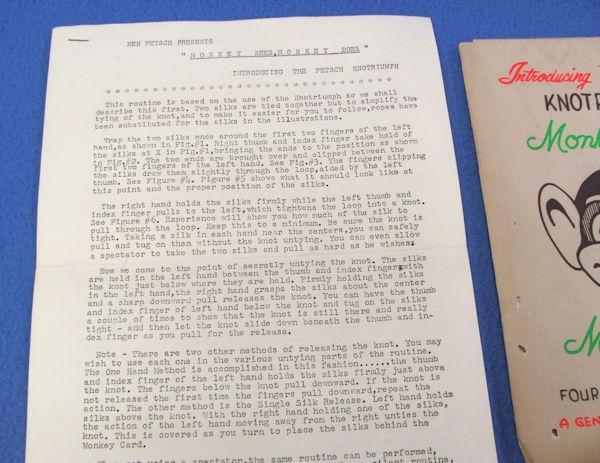 HEN FETSCH PRESENTS
" MONKEY SEES,MONKEY DOES "
INTRODUCING THE FETSCH KNOTRIUMPH
This routine is based on the use of the Knotriumph so we shall
describe this first. Two silks are tied together but to simplify the
tying of the knot,and to make it easier for you to follow,ropes have
been substituted for the silks in the illustrations.
Wrap the two silks once around the first two fingers of the left
hand,as shown in Fig.#1. Right thumb and index finger take hold of
the silks at X in Fig.#1,bringing the ends to the position as shown
in Fig.#2. The two ends are brought over and clipped between the
first two fingers of the left hand. See Fig.#3. The fingers clipping
the silks draw them slightly through the loop,aided by the left
thumb. See Figure #4. Figure #5 shows what it should look like at
this point and the proper position of the silks.
The right hand holds the silks firmly while the left thumb and
index finger pulls to the left,which tightens the loop into a knot.
See Figure #6. Experience will show you how much of the silk to
pull through the loop. Keep this to a minimum. Be sure the knot is
tight. Taking a silk in each hand near the centers,you can safely
pull and tug on them without the knot untying. You can even allow
a spectator to take the two silks and pull as hard as he wishes.
Now we come to the point of secretly untying the knot. The silks
are held in the left hand between the thumb and index finger,with
the knot just below where they are held. Firmly holding the silks
in the left hand,the right hand grasps the silks about the center
and a sharp downward pull releases the knot. You can have the thumb
and index finger of left hand below the knot and tug on the silks
a couple of times to show that the knot is still there and really
tight - and then let the knot slide down beneath the thumb and in-
dex finger as you pull for the release.
Note - There are two other methods of releasing the knot. You may
wish to use each one in the various untying parts of the routine.
The One Hand Method is accomplished in this fashion......the thumb
and index finger of the left hand holds the silks firmly just above
the knot. The fingers below the knot pull downward. If the knot is
not released the first time the fingers pull downward,repeat the
action. The other method is the Single Silk Release. Left hand holds
silks above the knot. With the right hand holding one of the silks,
the action of the left hand moving away from the right unties the
knot. This is covered as you turn to place the silks behind the
Monkey Card.
a spectator,the same routine can be performed,
silent routine.
Introducing
KNOTR
Monk
M
FOUR
A GEN